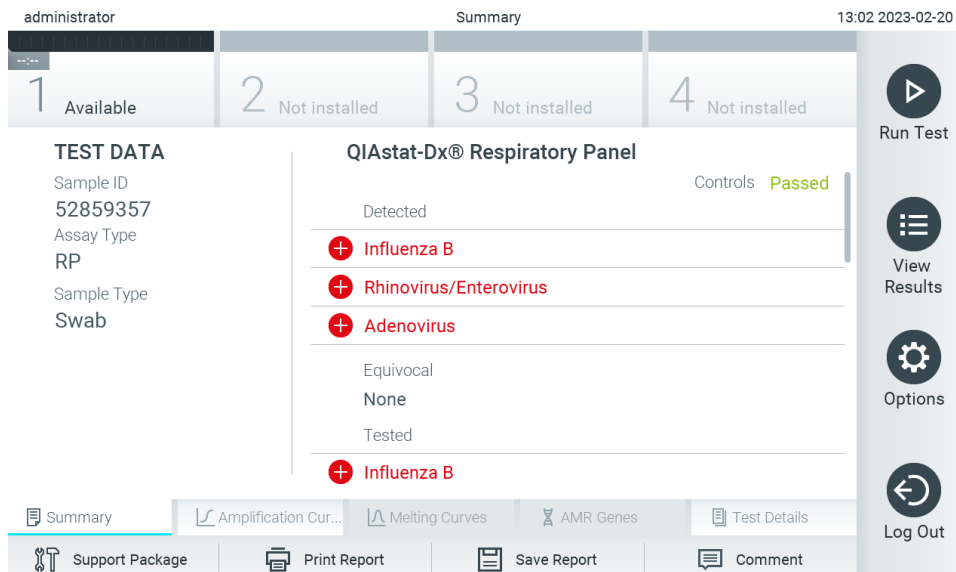 administrator Summary 13:02 2023-02-20
--:--
1 Available 2 Not installed 3 Not installed 4 Not installed
Run Test
TEST DATA
Sample ID
52859357
Assay Type
RP
Sample Type
Swab
QIAstat-Dx® Respiratory Panel
Controls Passed
Detected
Influenza B
Rhinovirus/Enterovirus
Adenovirus
Equivocal
None
Tested
Influenza B
View
Results
Options
Log Out
Summary Amplification Cur... Melting Curves AMR Genes Test Details
Support Package Print Report Save Report Comment